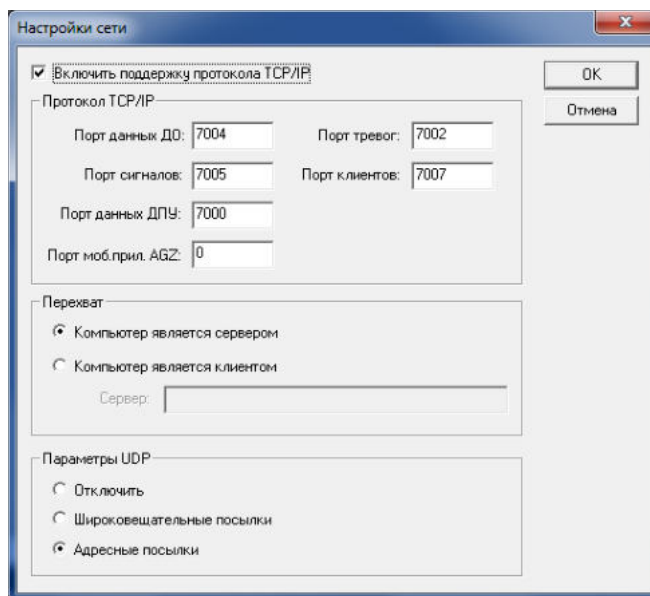 Настройки сети
Включить поддержку протокола TCP/IP
OK
Отмена
Протокол TCP/IP
Порт данных ДО: 7004 Порт тревог: 7002
Порт сигналов: 7005 Порт клиентов: 7007
Порт данных ДПУ: 7000
Порт моб.прил. AGZ: 0
Перехват
Компьютер является сервером
Компьютер является клиентом
Сервер:
Параметры UDP
Отключить
Широковещательные посылки
Адресные посылки